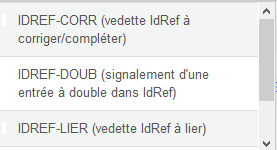 IDREF-CORR (vedette IdRef à
corriger/compléter)
IDREF-DOUB (signalement d'une
entrée à double dans IdRef)
IDREF-LIER (vedette IdRef à lier)